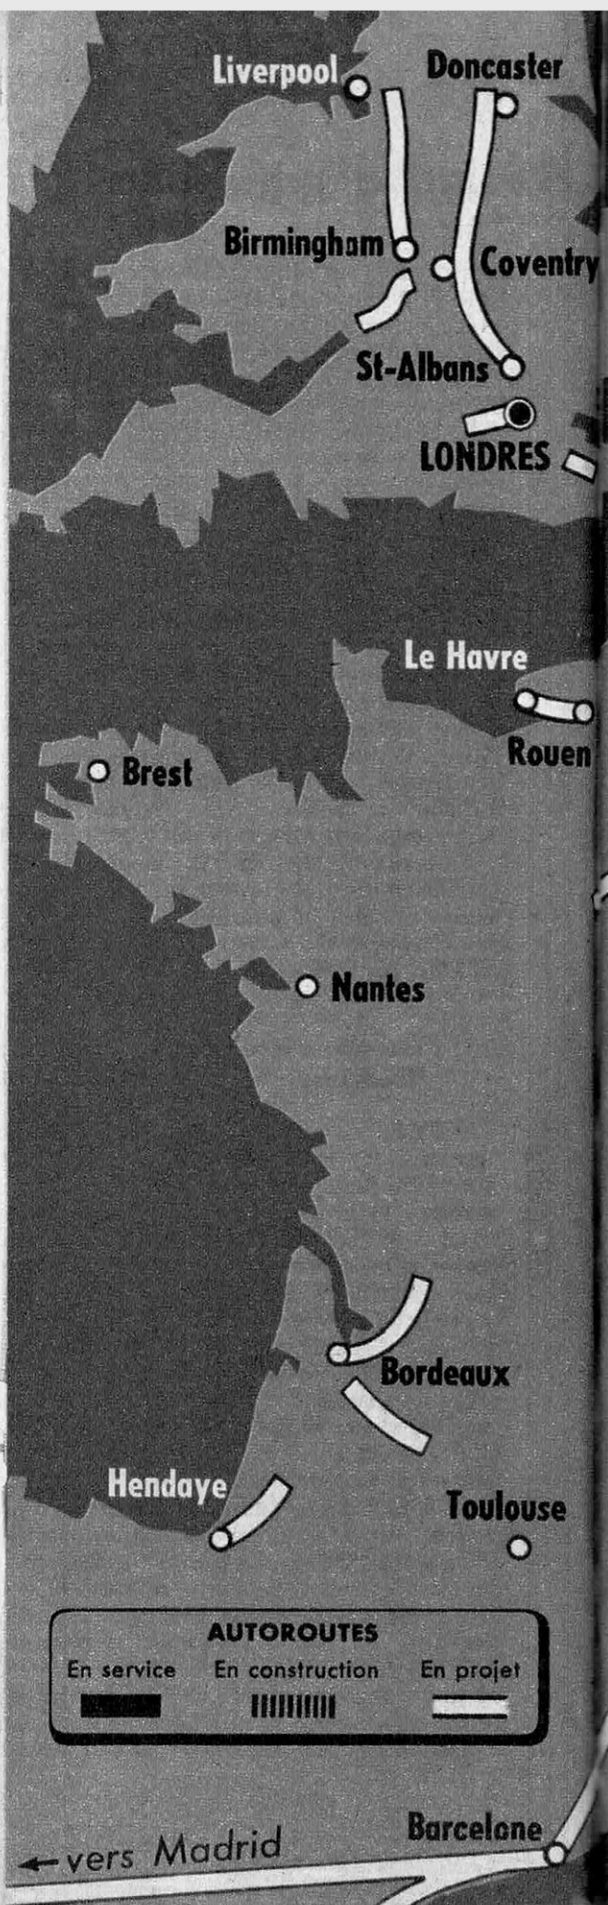 Liverpool
Doncaster
Birmingham
Coventry
St-Albans
LONDRES
Le Havre
Rouen
Brest
Nantes
Bordeaux
Hendaye
Toulouse
AUTOROUTES
En service En construction En projet
Barcelone
← vers Madrid